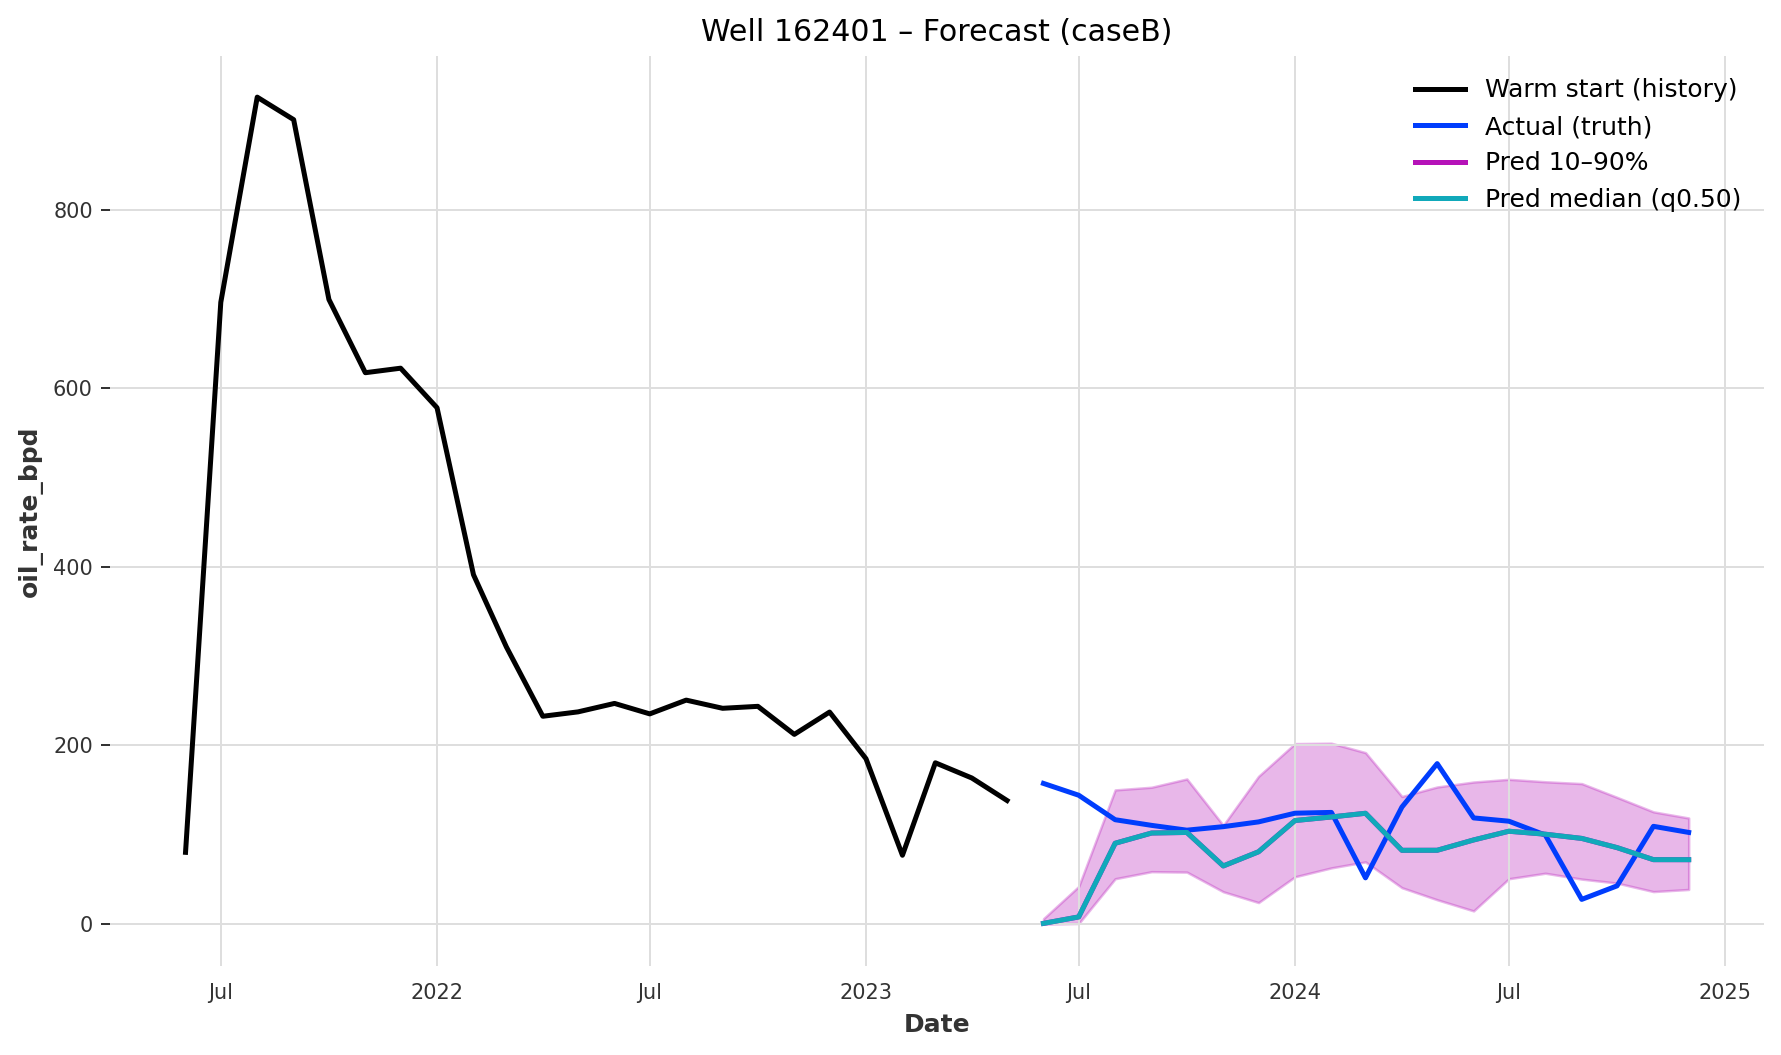 Well 162401 – Forecast (caseB)
Warm start (history)
Actual (truth)
Pred 10–90%
Pred median (q0.50)
oil_rate_bpd
800
600
400
200
0
Jul
2022
Jul
2023
Jul
2024
Jul
2025
Date